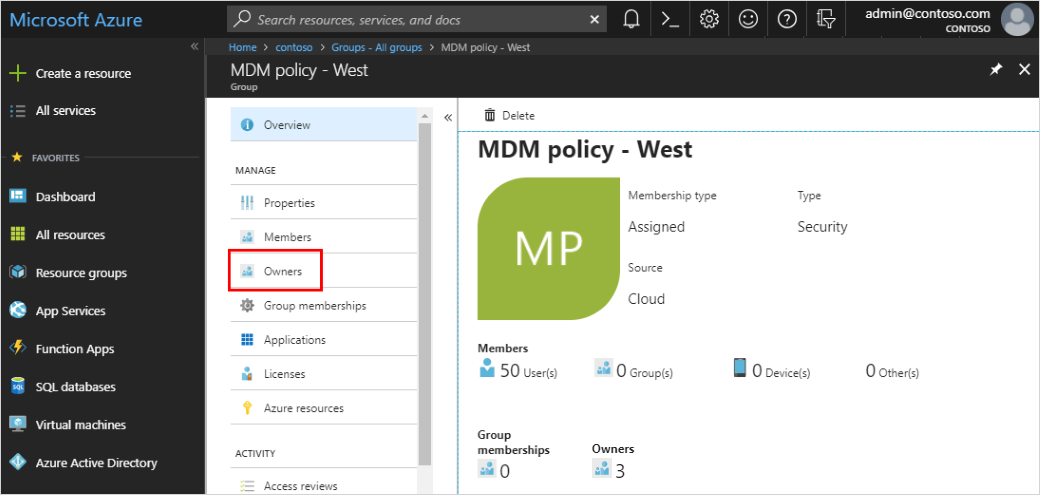 Microsoft Azure
Search resources, services, and docs
admin@contoso.com
CONTOSO
Home > contoso > Groups - All groups > MDM policy - West
MDM policy - West
Group
Create a resource
All services
FAVORITES
Dashboard
All resources
Resource groups
App Services
Function Apps
SQL databases
Virtual machines
Azure Active Directory
Overview
MANAGE
Properties
Members
Owners
Group memberships
Applications
Licenses
Azure resources
ACTIVITY
Access reviews
Delete
MDM policy - West
MP
Membership type
Type
Assigned
Security
Source
Cloud
Members
50 User(s)
0 Group(s)
0 Device(s)
0 Other(s)
Group
memberships
0
Owners
3